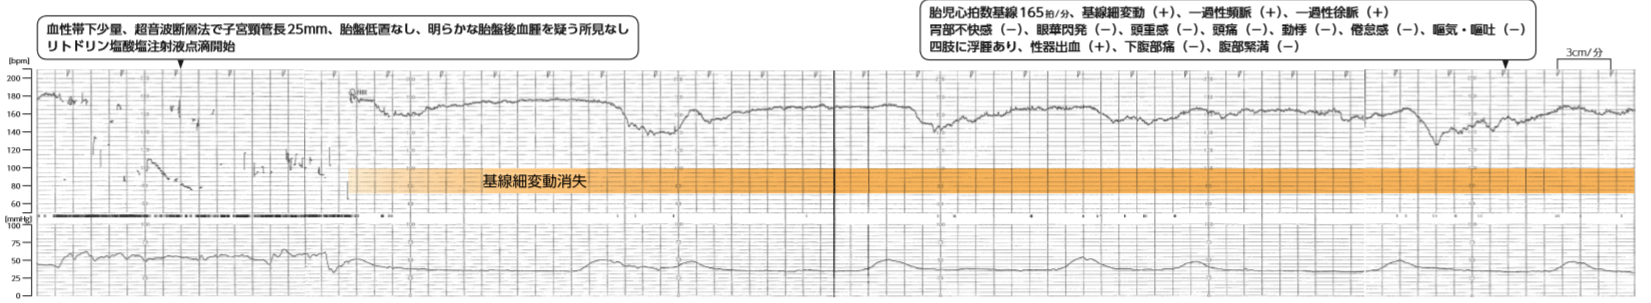 血性帯下少量、超音波断層法で子宮頸管長25mm、胎盤低置なし、明らかな胎盤後血腫を疑う所見なし
リトドリン塩酸塩注射液点滴開始
胎児心拍数基線165拍/分、基線細変動（+）、一過性頻脈（+）、一過性徐脈（+）
胃部不快感（−）、眼華閃発（−）、頭重感（−）、頭痛（−）、動悸（−）、倦怠感（−）、嘔気・嘔吐（−）
四肢に浮腫あり、性器出血（+）、下腹部痛（−）、腹部緊満（−）
3cm/分
[bpm]
200
180
160
140
120
100
80
60
基線細変動消失
[mmHg]
100
75
50
25
0